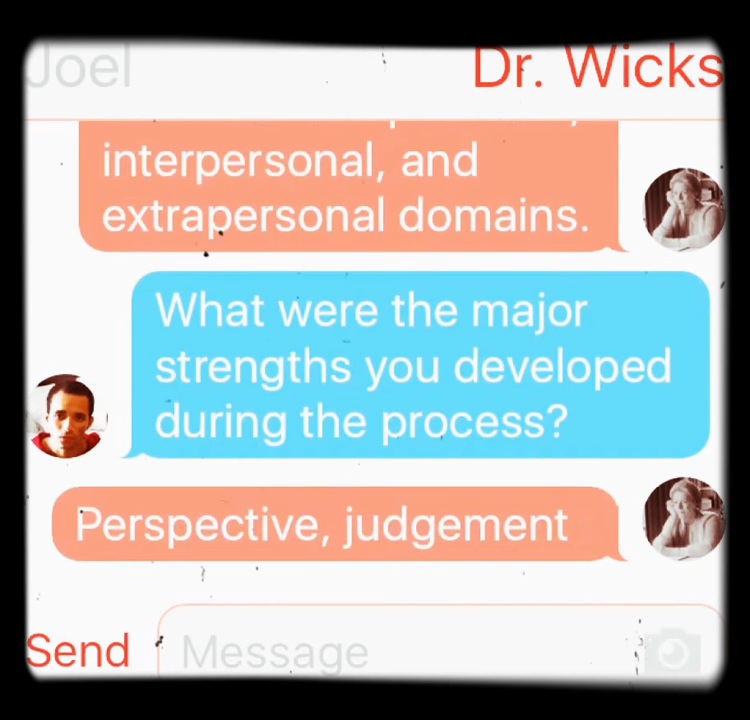 Joel
Dr. Wicks
interpersonal, and
extrapersonal domains.
What were the major
strengths you developed
during the process?
Perspective, judgement
Send
Message